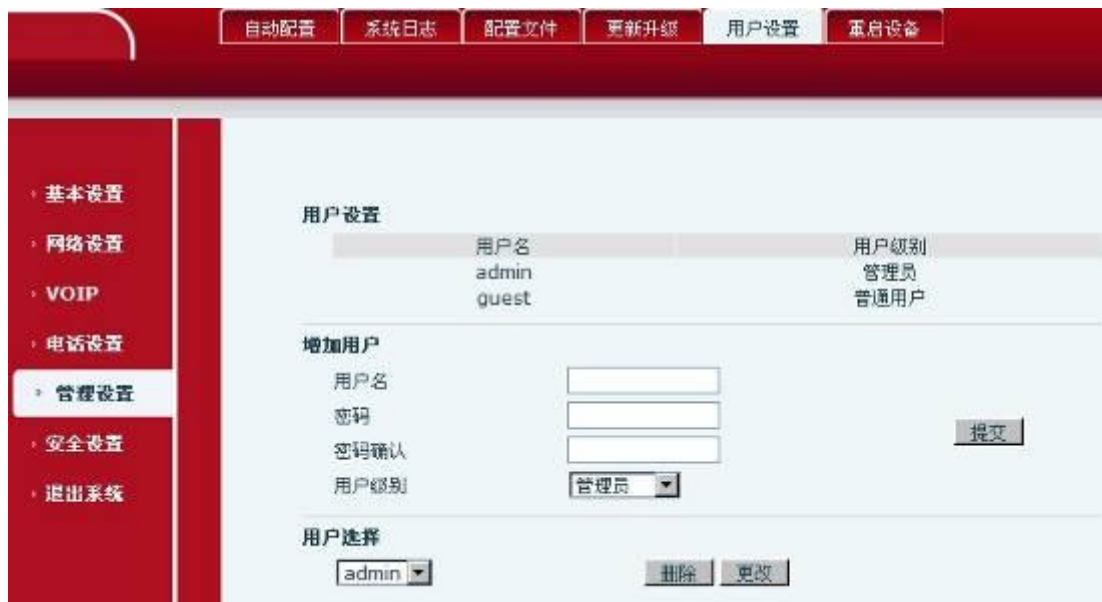 自动配置 系统日志 配置文件 更新升级 用户设置 重启设备
基本设置
网络设置
VOIP
电话设置
管理设置
安全设置
退出系统
用户设置
用户名 用户级别
admin 管理员
guest 普通用户
增加用户
用户名
密码
密码确认
用户级别 管理员
提交
用户选择
admin 删除 更改